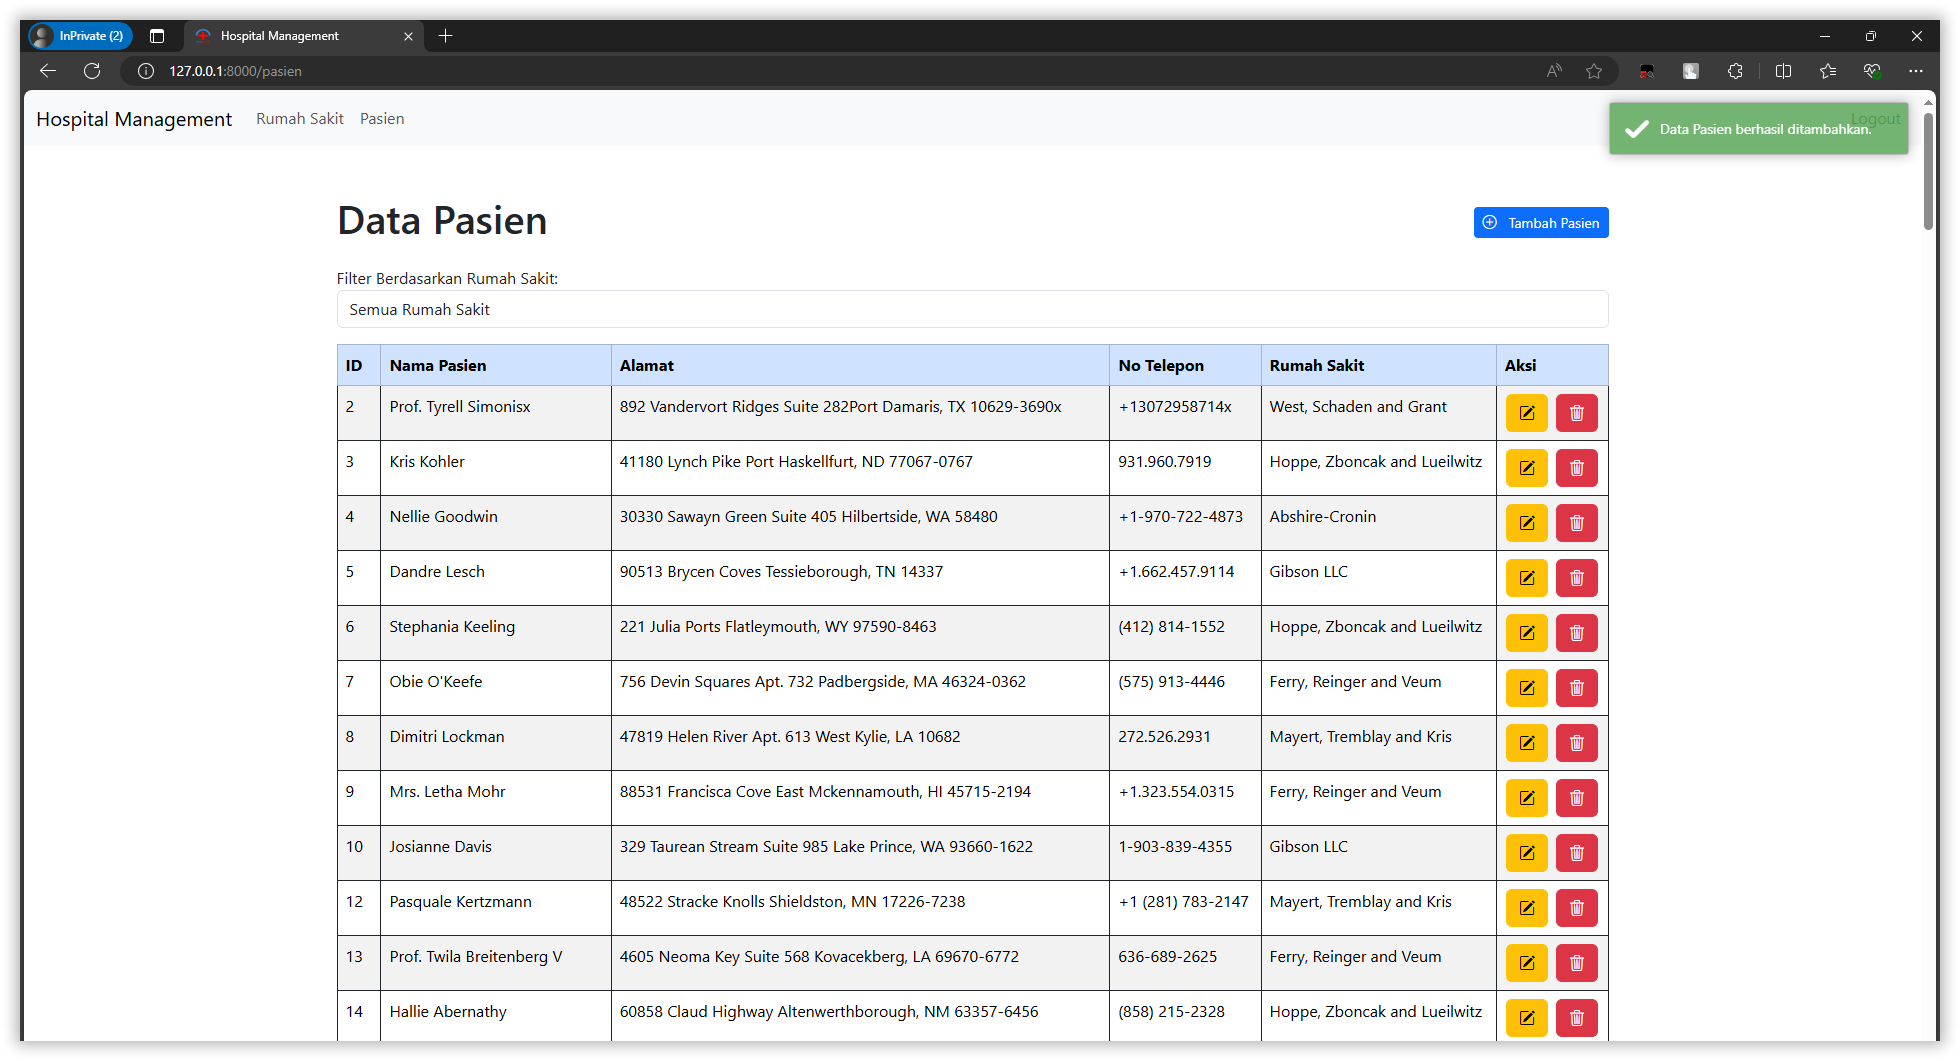 InPrivate (2)
Hospital Management
127.0.0.1:8000/pasien
Hospital Management Rumah Sakit Pasien Logout
Data Pasien berhasil ditambahkan.
Data Pasien
Tambah Pasien
Filter Berdasarkan Rumah Sakit:
Semua Rumah Sakit
ID Nama Pasien Alamat No Telepon Rumah Sakit Aksi
2 Prof. Tyrell Simonisx 892 Vandervort Ridges Suite 282Port Damaris, TX 10629-3690x +13072958714x West, Schaden and Grant
3 Kris Kohler 41180 Lynch Pike Port Haskellfurt, ND 77067-0767 931.960.7919 Hoppe, Zboncak and Lueilwitz
4 Nellie Goodwin 30330 Sawayn Green Suite 405 Hilbertside, WA 58480 +1-970-722-4873 Abshire-Cronin
5 Dandre Lesch 90513 Brycen Coves Tessieborough, TN 14337 +1.662.457.9114 Gibson LLC
6 Stephania Keeling 221 Julia Ports Flatleymouth, WY 97590-8463 (412) 814-1552 Hoppe, Zboncak and Lueilwitz
7 Obie O'Keefe 756 Devin Squares Apt. 732 Padbergside, MA 46324-0362 (575) 913-4446 Ferry, Reinger and Veum
8 Dimitri Lockman 47819 Helen River Apt. 613 West Kylie, LA 10682 272.526.2931 Mayert, Tremblay and Kris
9 Mrs. Letha Mohr 88531 Francisca Cove East Mckennamouth, HI 45715-2194 +1.323.554.0315 Ferry, Reinger and Veum
10 Josianne Davis 329 Taurean Stream Suite 985 Lake Prince, WA 93660-1622 1-903-839-4355 Gibson LLC
12 Pasquale Kertzmann 48522 Stracke Knolls Shieldston, MN 17226-7238 +1 (281) 783-2147 Mayert, Tremblay and Kris
13 Prof. Twila Breitenberg V 4605 Neoma Key Suite 568 Kovacekberg, LA 69670-6772 636-689-2625 Ferry, Reinger and Veum
14 Hallie Abernathy 60858 Claud Highway Altenwerthborough, NM 63357-6456 (858) 215-2328 Hoppe, Zboncak and Lueilwitz